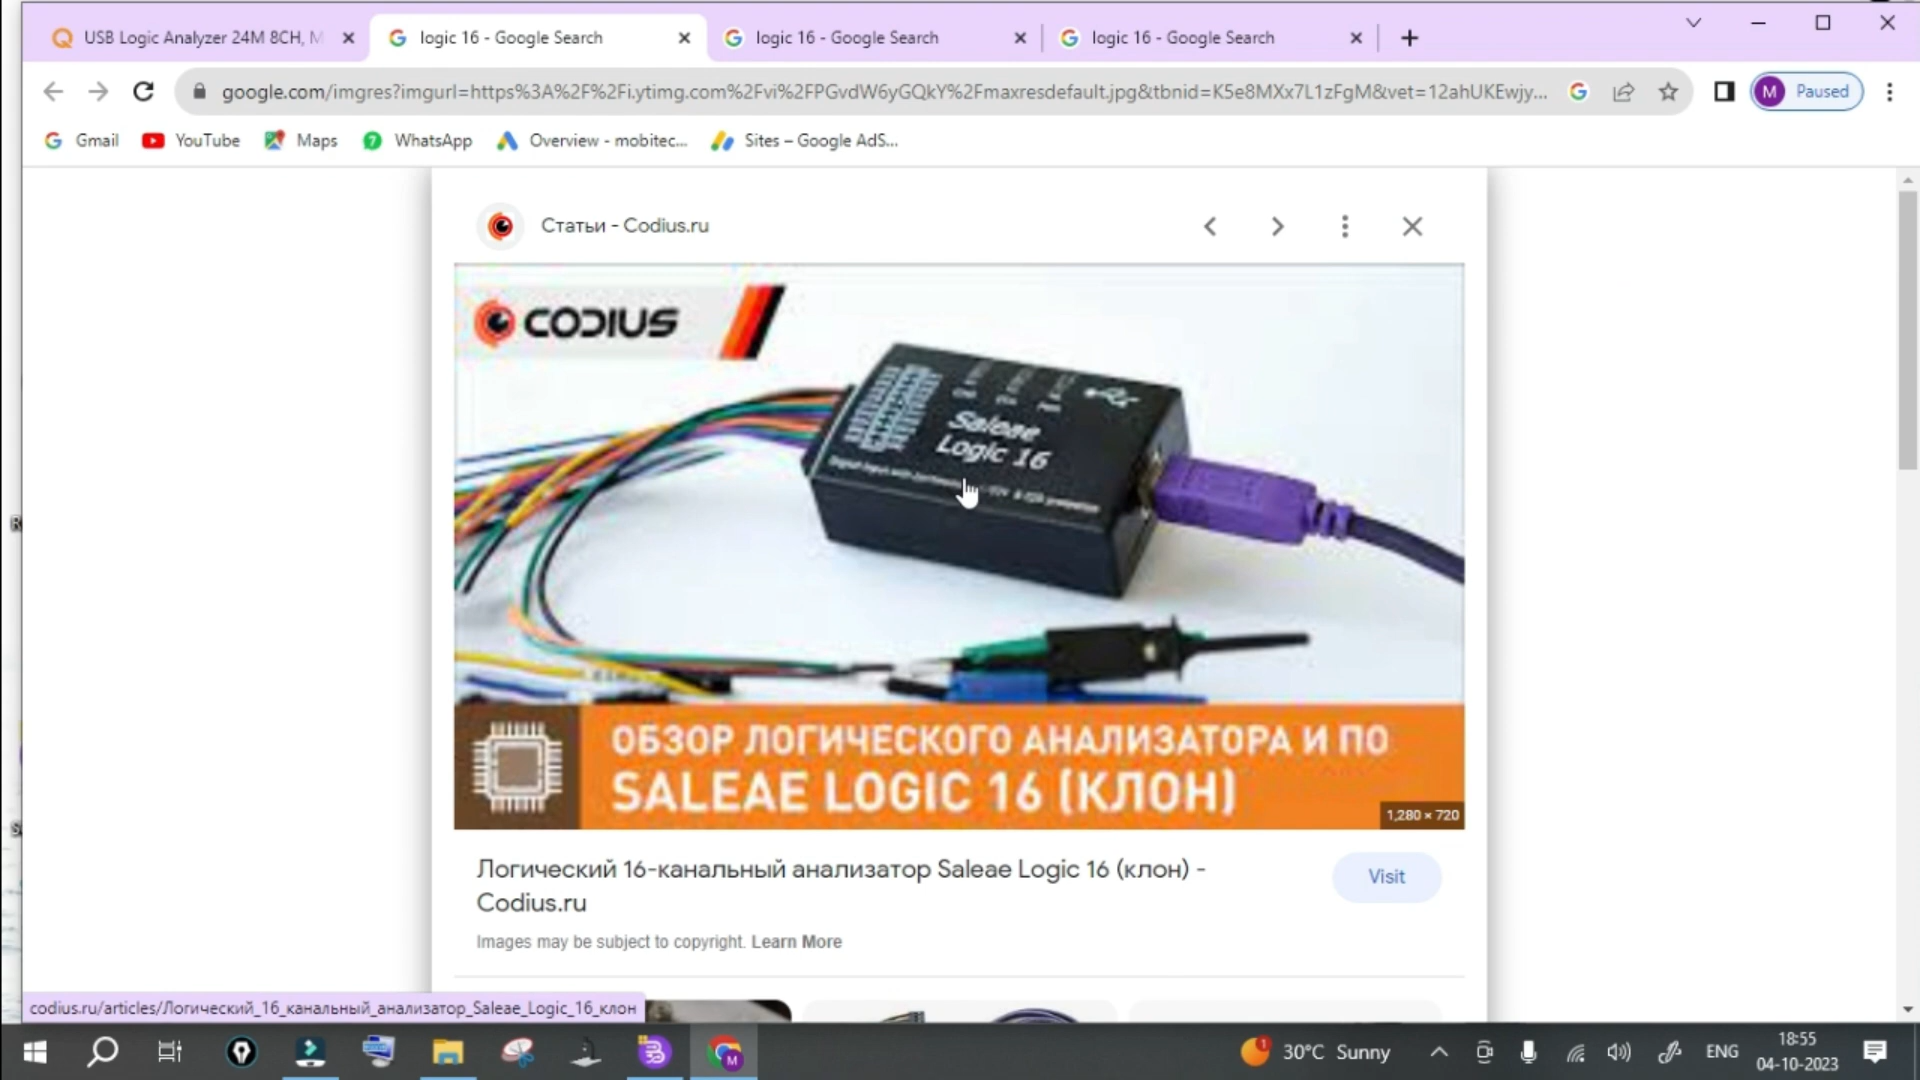 USB Logic Analyzer 24M 8CH, M
logic 16 - Google Search
logic 16 - Google Search
logic 16 - Google Search
google.com/imgres?imgurl=https%3A%2F%2Fi.ytimg.com%2Fvi%2FPGvdW6yGQkY%2Fmaxresdefault.jpg&tbnid=K5e8MXx7L1zFgM&vet=12ahUKEwjy...
M Paused
Gmail
YouTube
Maps
WhatsApp
Overview - mobitec...
Sites – Google AdS...
Статьи - Codius.ru
CODIUS
Saleae
Logic 16
ОБЗОР ЛОГИЧЕСКОГО АНАЛИЗАТОРА И ПО
SALEAE LOGIC 16 (КЛОН)
1,280 × 720
Логический 16-канальный анализатор Saleae Logic 16 (клон) -
Codius.ru
Visit
Images may be subject to copyright. Learn More
codius.ru/articles/Логический_16_канальный_анализатор_Saleae_Logic_16_клон
30°C Sunny
ENG
18:55
04-10-2023